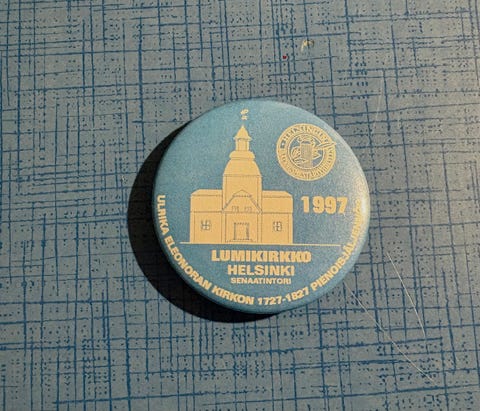 1997
LUMIKIRKKO
HELSINKI
SENAATINTORI
ULRIKA ELEONORAN KIRKON 1727-1827 PIENOISJÄLJENNÖS